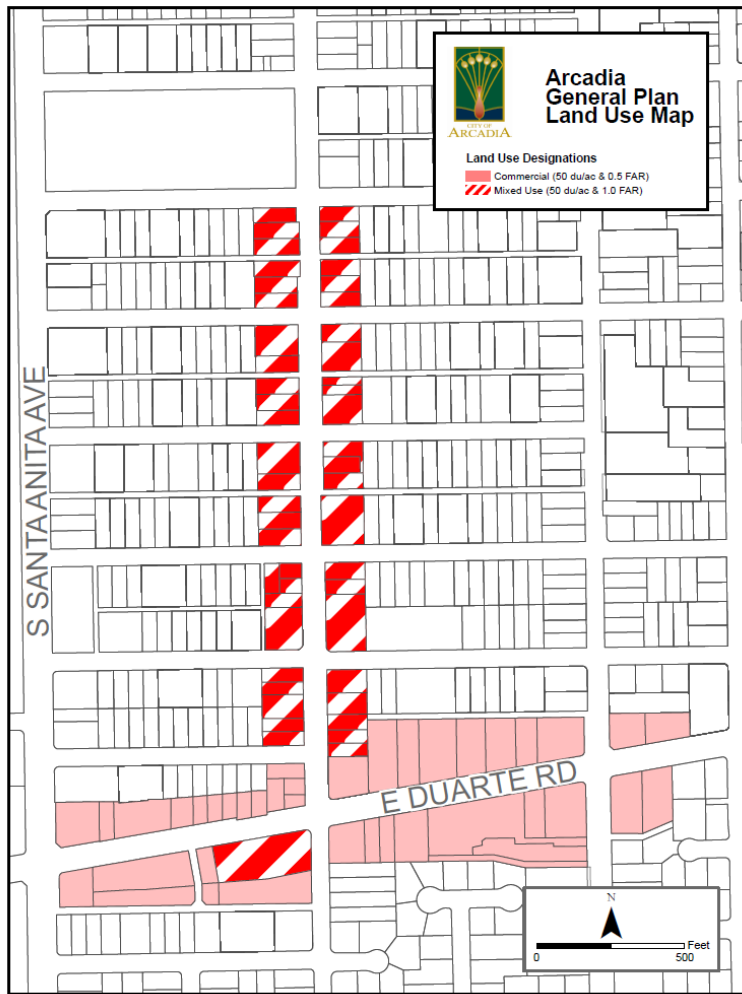 Arcadia
General Plan
Land Use Map
CITY OF
ARCADIA
Land Use Designations
Commercial (50 du/ac & 0.5 FAR)
Mixed Use (50 du/ac & 1.0 FAR)
S SANTA ANITA AVE
E DUARTE RD
N
Feet
0 500